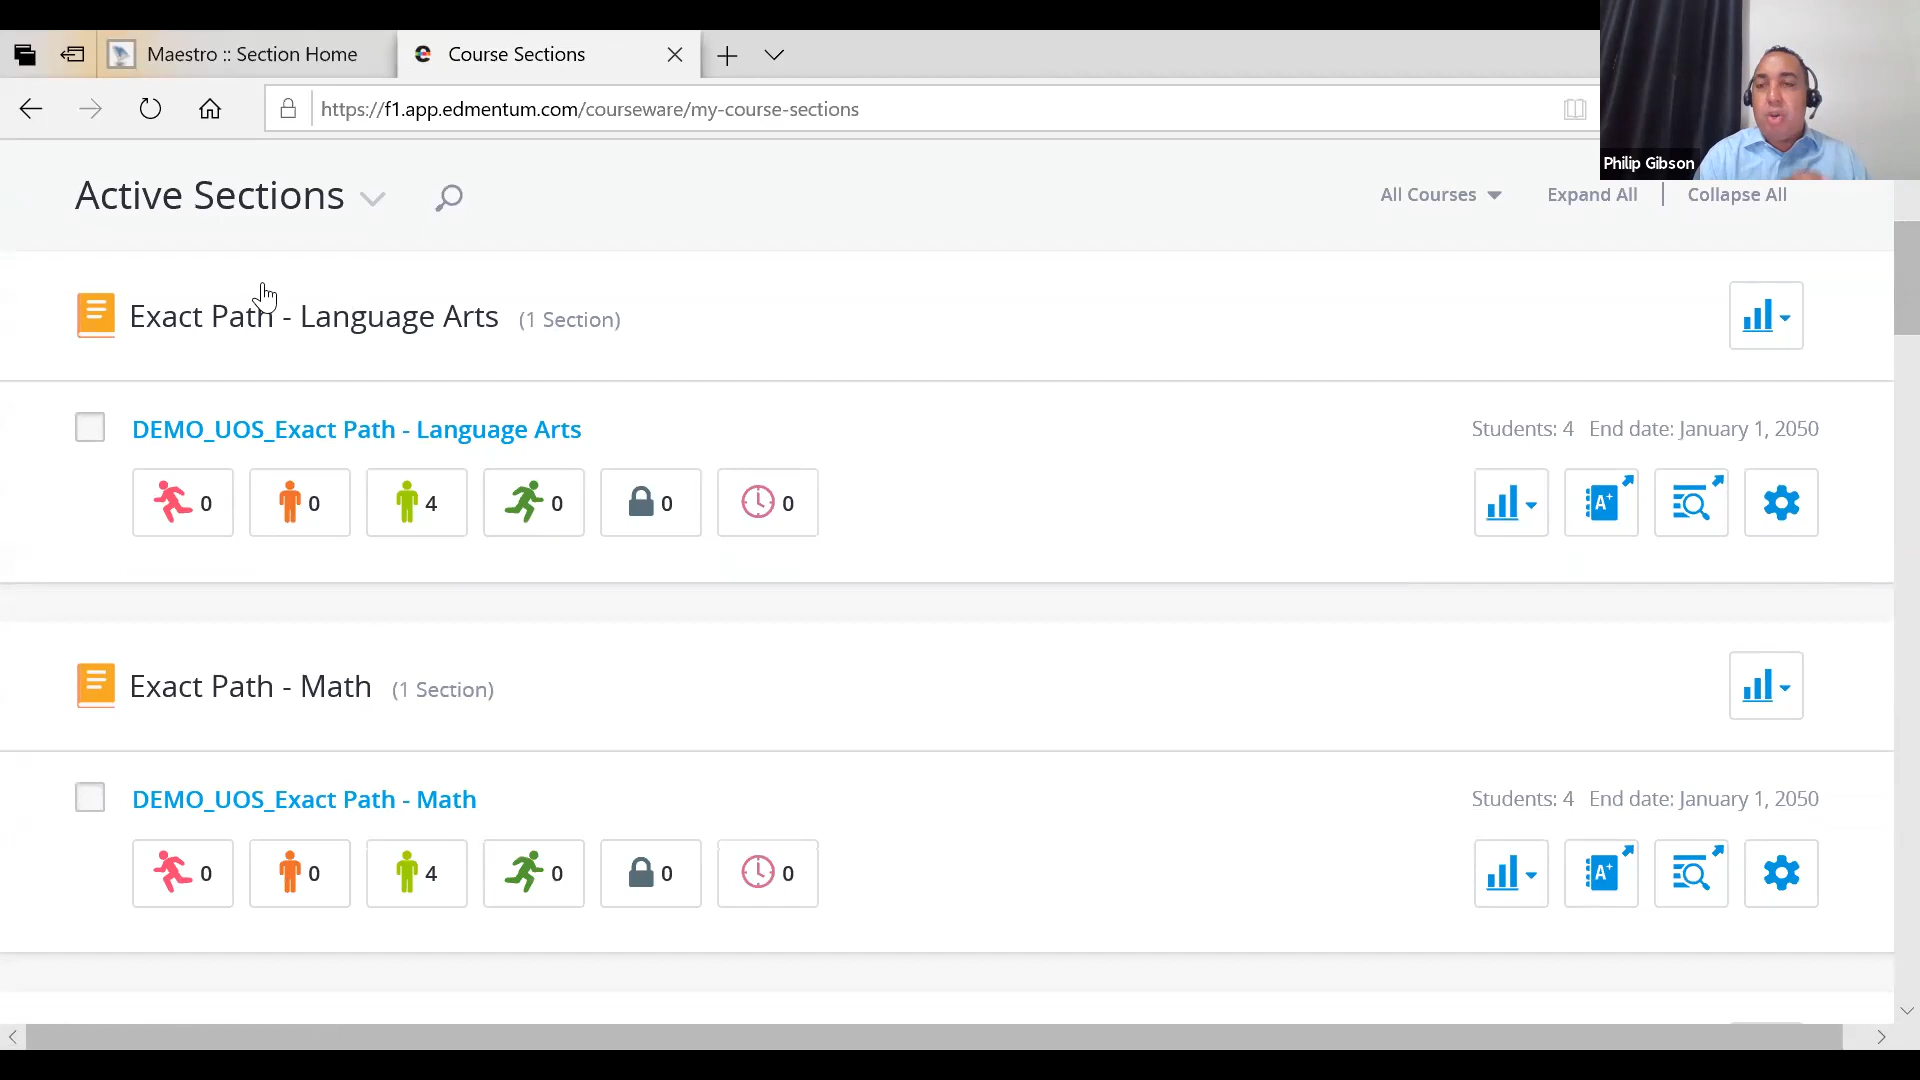 Maestro :: Section Home
Course Sections
https://f1.app.edmentum.com/courseware/my-course-sections
Philip Gibson
Active Sections
All Courses
Expand All
Collapse All
Exact Path - Language Arts (1 Section)
DEMO_UOS_Exact Path - Language Arts
Students: 4 End date: January 1, 2050
0 0 4 0 0 0
A+
Exact Path - Math (1 Section)
DEMO_UOS_Exact Path - Math
Students: 4 End date: January 1, 2050
0 0 4 0 0 0
A+